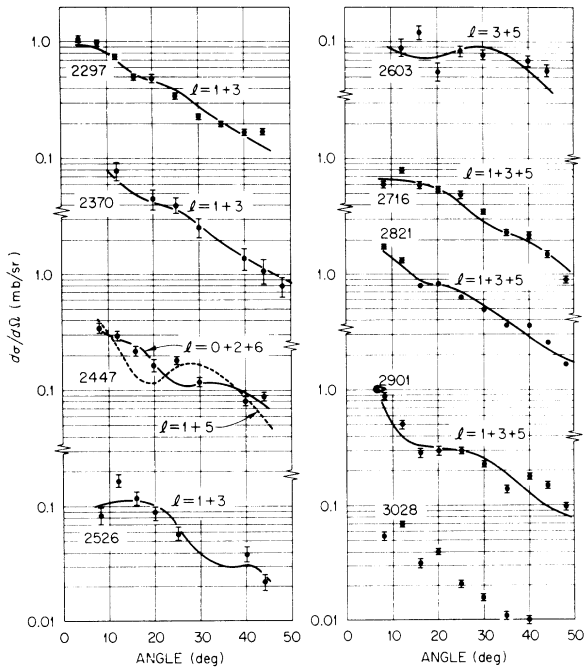 dσ/dΩ (mb/sr)
1.0
2297
ℓ = 1+3
0.1
2370
ℓ = 1+3
1.0
ℓ = 0+2+6
2447
0.1
ℓ = 1+5
ℓ = 1+3
2526
0.01
0 10 20 30 40 50
ANGLE (deg)
0.1
ℓ = 3+5
2603
1.0
ℓ = 1+3+5
2716
0.1
2821
ℓ = 1+3+5
1.0
2901
ℓ = 1+3+5
0.1
3028
0.01
0 10 20 30 40 50
ANGLE (deg)